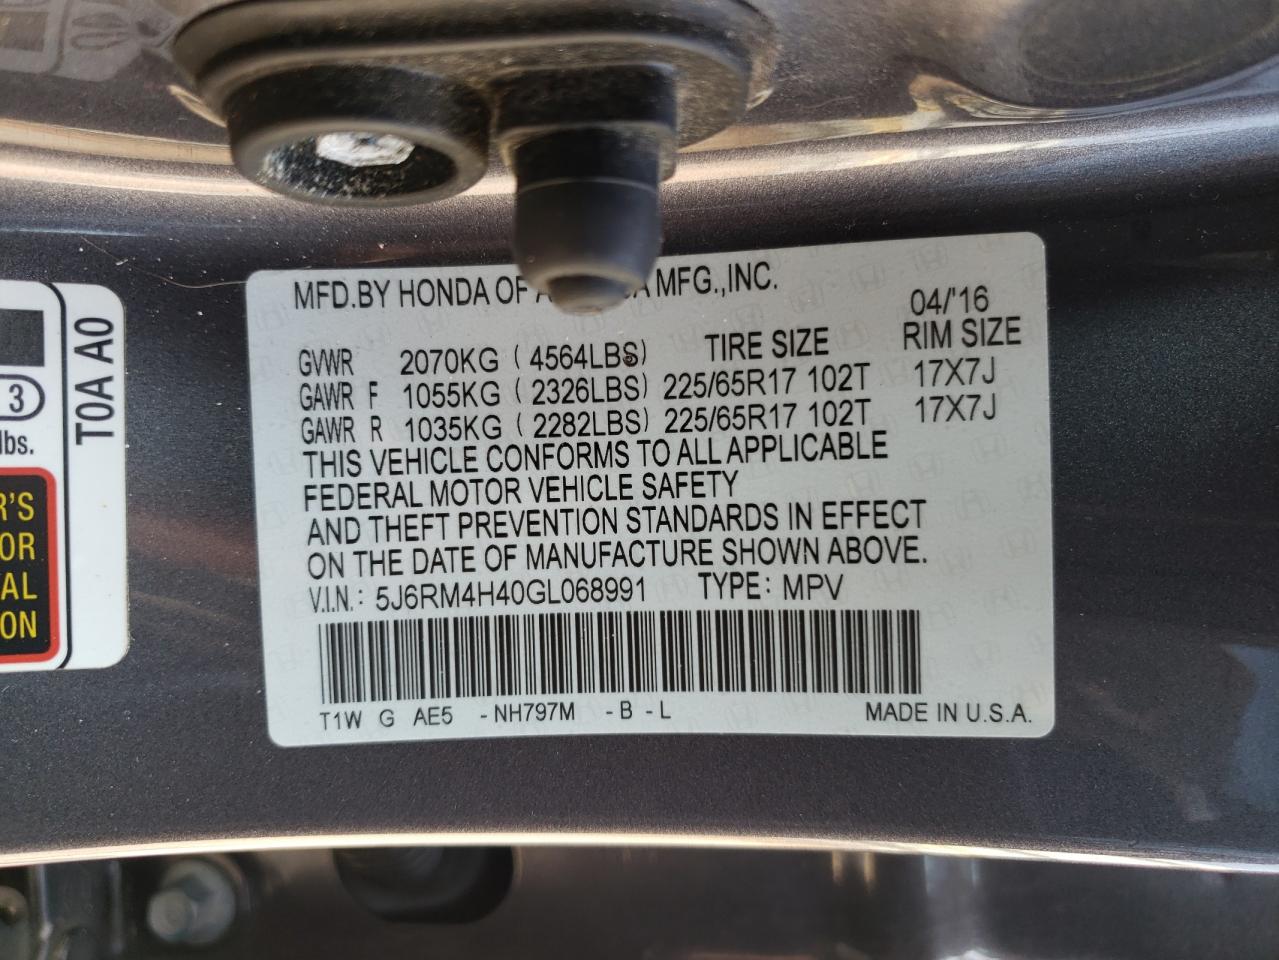 MFD.BY HONDA OF A MFG.,INC.
04/'16
GVWR 2070KG (4564LBS) TIRE SIZE RIM SIZE
GAWR F 1055KG (2326LBS) 225/65R17 102T 17X7J
GAWR R 1035KG (2282LBS) 225/65R17 102T 17X7J
THIS VEHICLE CONFORMS TO ALL APPLICABLE
FEDERAL MOTOR VEHICLE SAFETY
AND THEFT PREVENTION STANDARDS IN EFFECT
ON THE DATE OF MANUFACTURE SHOWN ABOVE.
V.I.N.: 5J6RM4H40GL068991 TYPE: MPV
T1W G AE5 -NH797M -B -L MADE IN U.S.A.
T0A A0
3
lbs.
R'S
OR
AL
ON